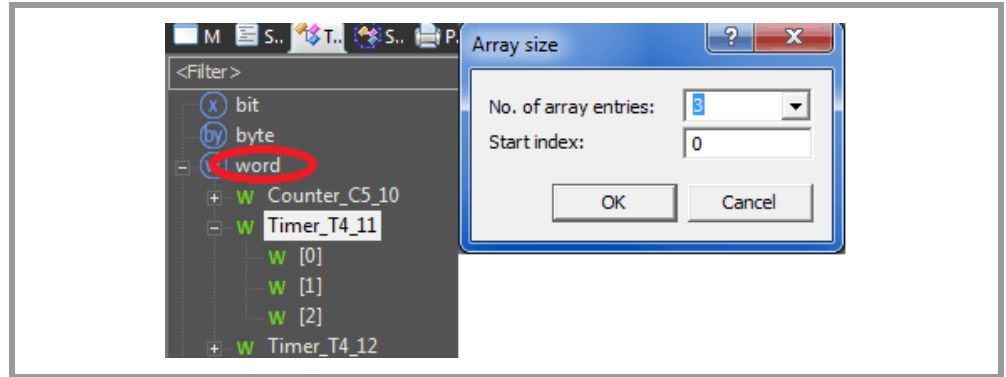 M S.. T.. S.. P.
<Filter>
x bit
by byte
word
W Counter_C5_10
W Timer_T4_11
W [0]
W [1]
W [2]
W Timer_T4_12
Array size
?
No. of array entries: 3
Start index: 0
OK Cancel